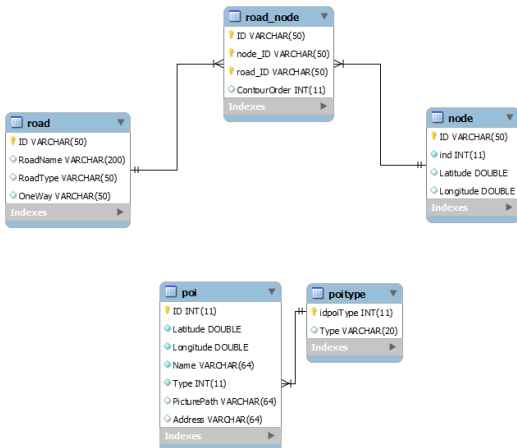 road_node
ID VARCHAR(50)
node_ID VARCHAR(50)
road_ID VARCHAR(50)
ContourOrder INT(11)
Indexes
road
ID VARCHAR(50)
RoadName VARCHAR(200)
RoadType VARCHAR(50)
OneWay VARCHAR(50)
Indexes
node
ID VARCHAR(50)
ind INT(11)
Latitude DOUBLE
Longitude DOUBLE
Indexes
poi
ID INT(11)
Latitude DOUBLE
Longitude DOUBLE
Name VARCHAR(64)
Type INT(11)
PicturePath VARCHAR(64)
Address VARCHAR(64)
Indexes
poitype
idpoiType INT(11)
Type VARCHAR(20)
Indexes